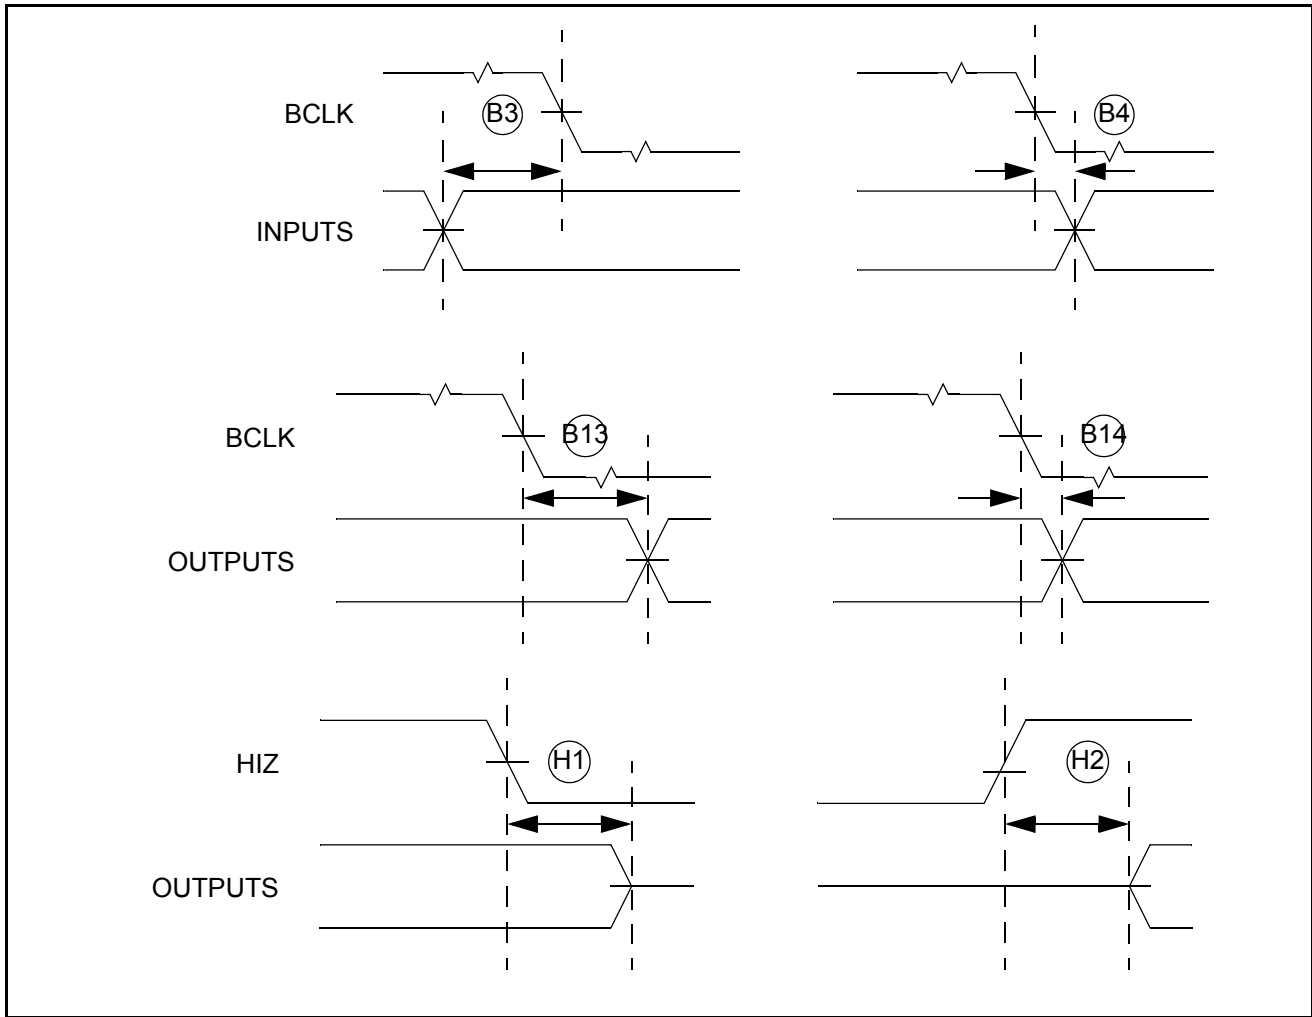 BCLK
B3
B4
INPUTS
BCLK
B13
B14
OUTPUTS
HIZ
H1
H2
OUTPUTS